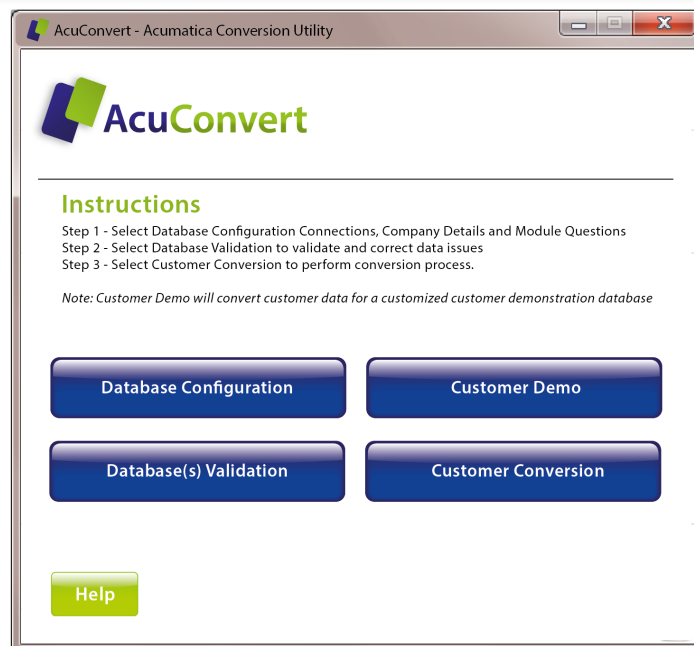 AcuConvert - Acumatica Conversion Utility
AcuConvert
Instructions
Step 1 - Select Database Configuration Connections, Company Details and Module Questions
Step 2 - Select Database Validation to validate and correct data issues
Step 3 - Select Customer Conversion to perform conversion process.
Note: Customer Demo will convert customer data for a customized customer demonstration database
Database Configuration
Customer Demo
Database(s) Validation
Customer Conversion
Help